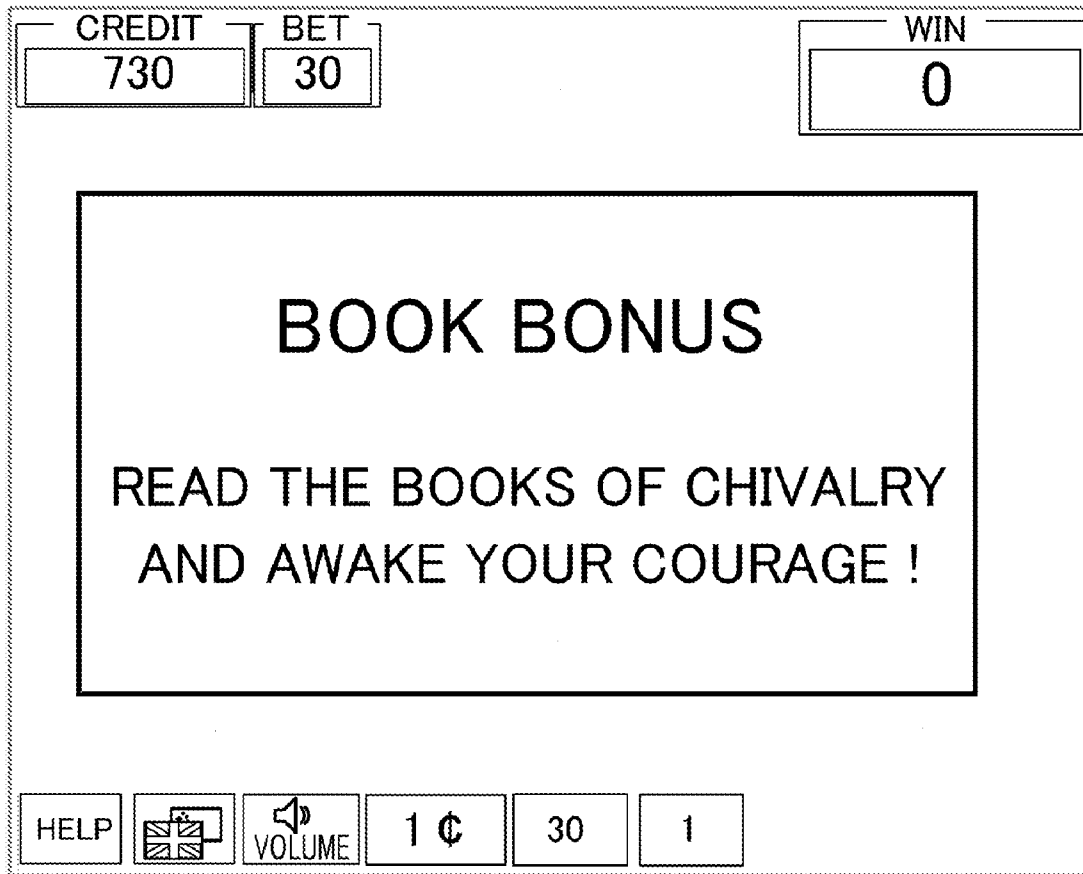 CREDIT BET WIN
730 30 0
BOOK BONUS
READ THE BOOKS OF CHIVALRY
AND AWAKE YOUR COURAGE !
HELP VOLUME 1 ¢ 30 1